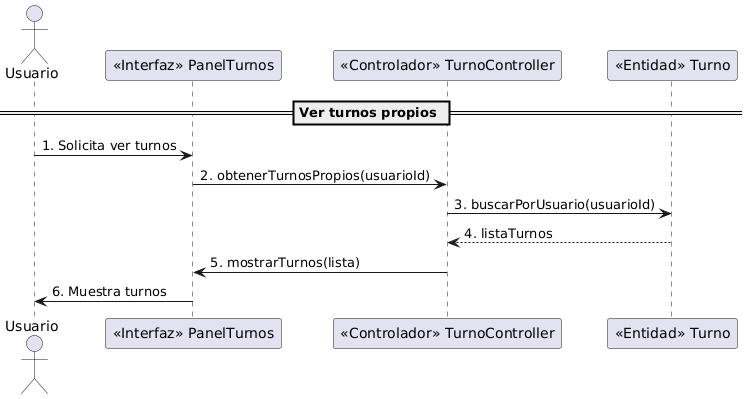 Usuario
«Interfaz» PanelTurnos
«Controlador» TurnoController
«Entidad» Turno
Ver turnos propios
1. Solicita ver turnos
2. obtenerTurnosPropios(usuarioId)
3. buscarPorUsuario(usuarioId)
4. listaTurnos
5. mostrarTurnos(lista)
6. Muestra turnos
Usuario
«Interfaz» PanelTurnos
«Controlador» TurnoController
«Entidad» Turno